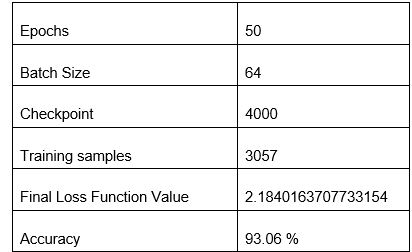 Epochs 50
Batch Size 64
Checkpoint 4000
Training samples 3057
Final Loss Function Value 2.1840163707733154
Accuracy 93.06 %